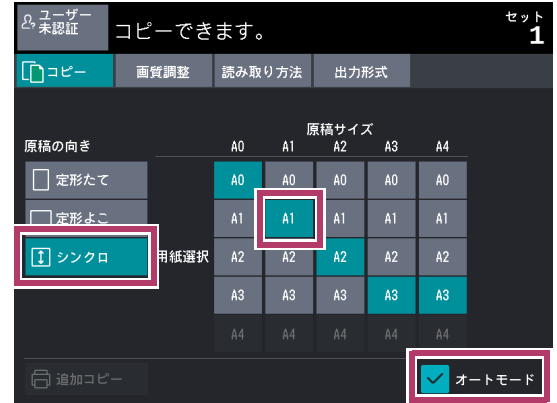 ユーザー
未認証
コピーできます。
セット
1
コピー
画質調整
読み取り方法
出力形式
原稿サイズ
原稿の向き
A0 A1 A2 A3 A4
定形たて
A0 A0 A0 A0 A0
定形よこ
A1 A1 A1 A1 A1
シンクロ
用紙選択
A2 A2 A2 A2 A2
A3 A3 A3 A3 A3
A4 A4 A4 A4 A4
追加コピー
オートモード